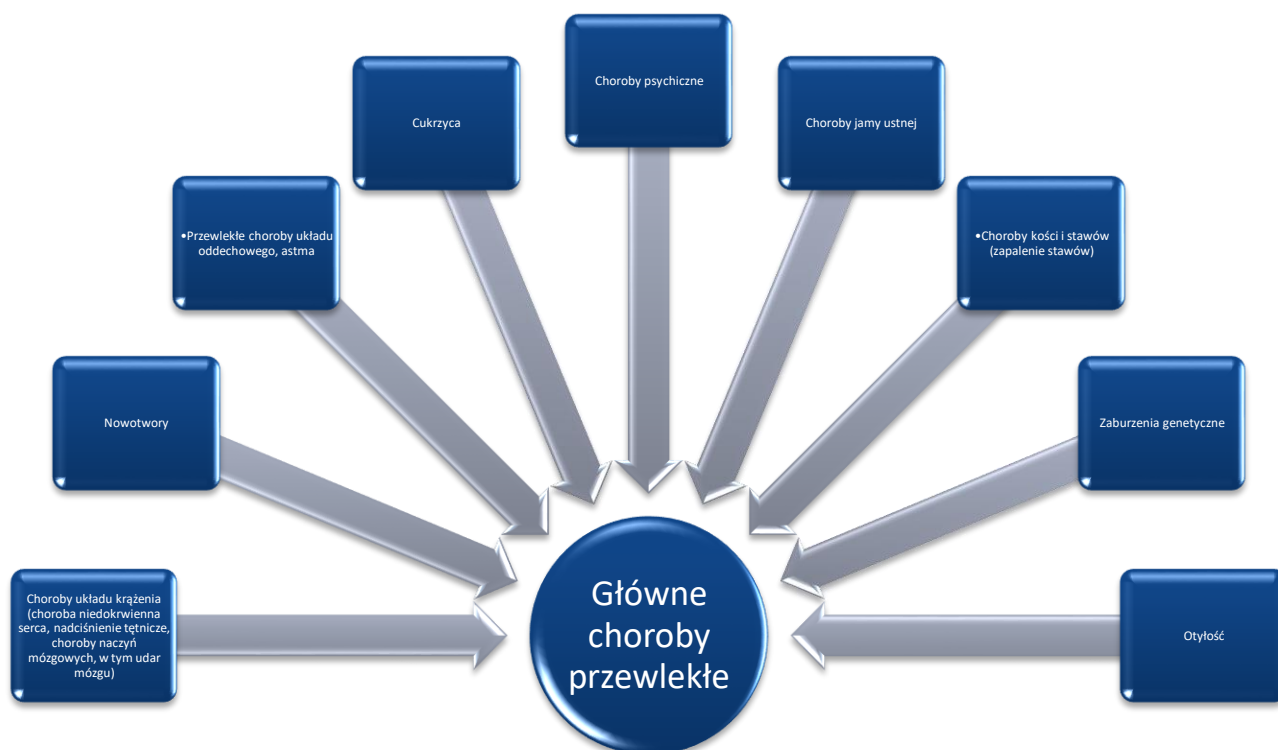 Choroby psychiczne
Cukrzyca
Choroby jamy ustnej
•Przewlekłe choroby układu
oddechowego, astma
•Choroby kości i stawów
(zapalenie stawów)
Nowotwory
Zaburzenia genetyczne
Choroby układu krążenia
(choroba niedokrwienna
serca, nadciśnienie tętnicze,
choroby naczyń
mózgowych, w tym udar
mózgu)
Otyłość
Główne
choroby
przewlekłe